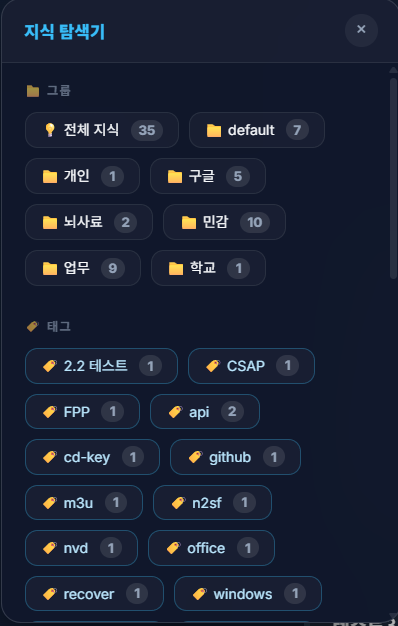 지식 탐색기
그룹
전체 지식 35 default 7
개인 1 구글 5
뇌사료 2 민감 10
업무 9 학교 1
태그
2.2 테스트 1 CSAP 1
FPP 1 api 2
cd-key 1 github 1
m3u 1 n2sf 1
nvd 1 office 1
recover 1 windows 1